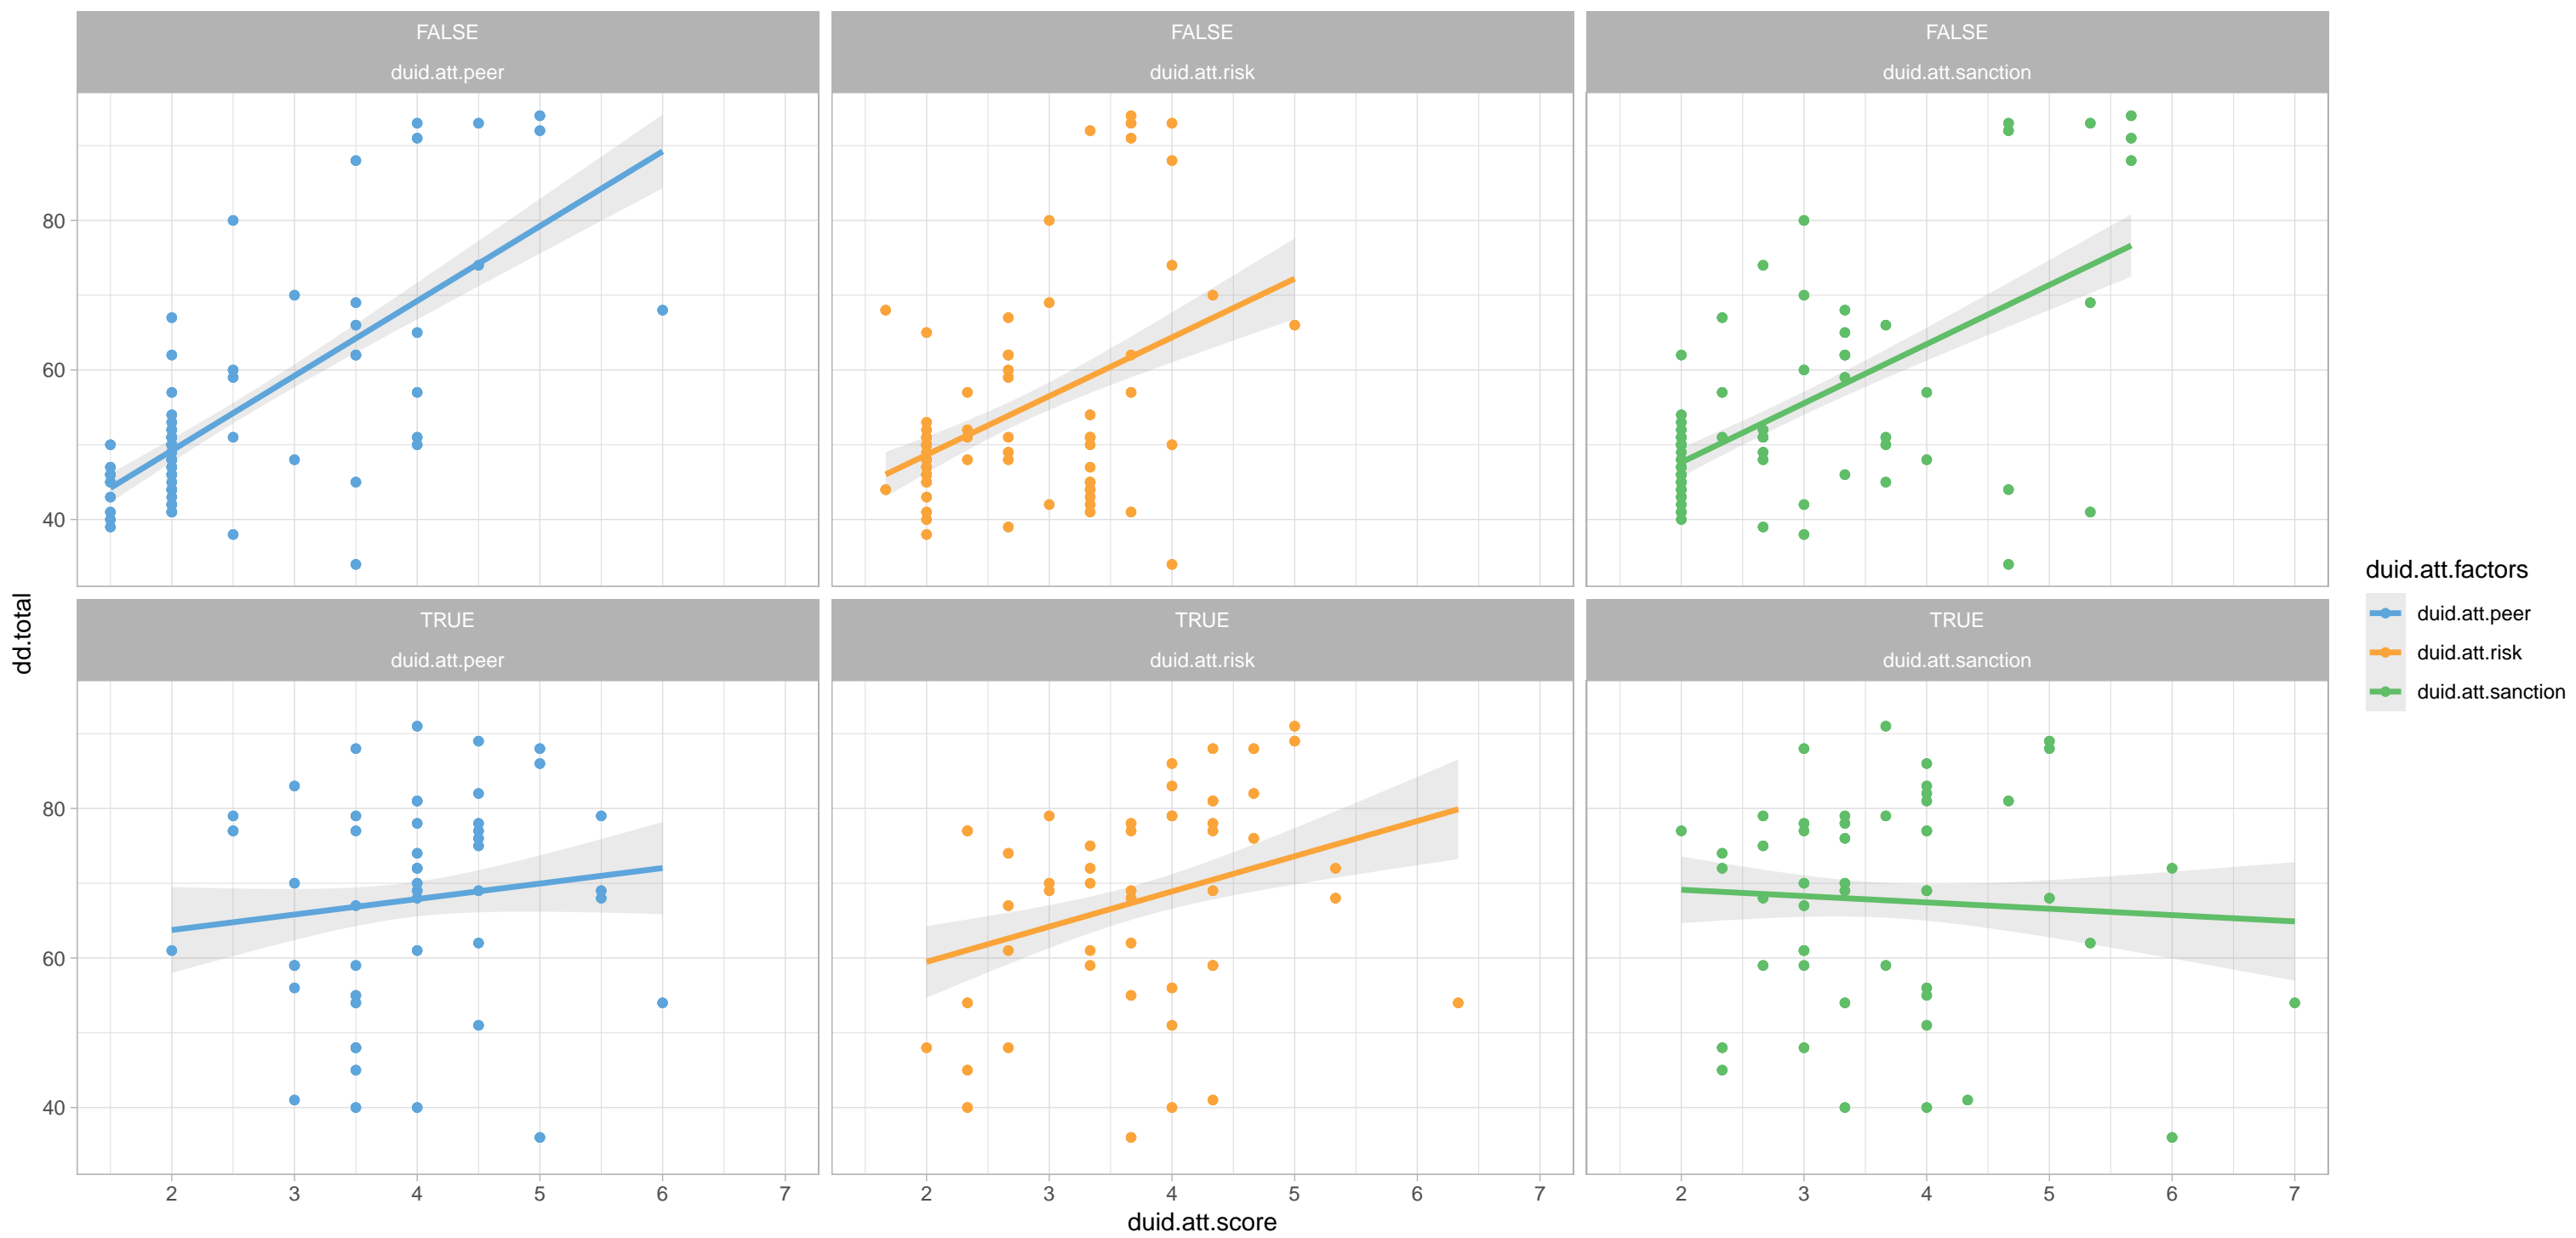 FALSE
duid.att.peer
FALSE
duid.att.risk
FALSE
duid.att.sanction
80
60
40
TRUE
duid.att.peer
TRUE
duid.att.risk
TRUE
duid.att.sanction
80
60
40
2 3 4 5 6 7
2 3 4 5 6 7
2 3 4 5 6 7
duid.att.score
dd.total
duid.att.factors
duid.att.peer
duid.att.risk
duid.att.sanction